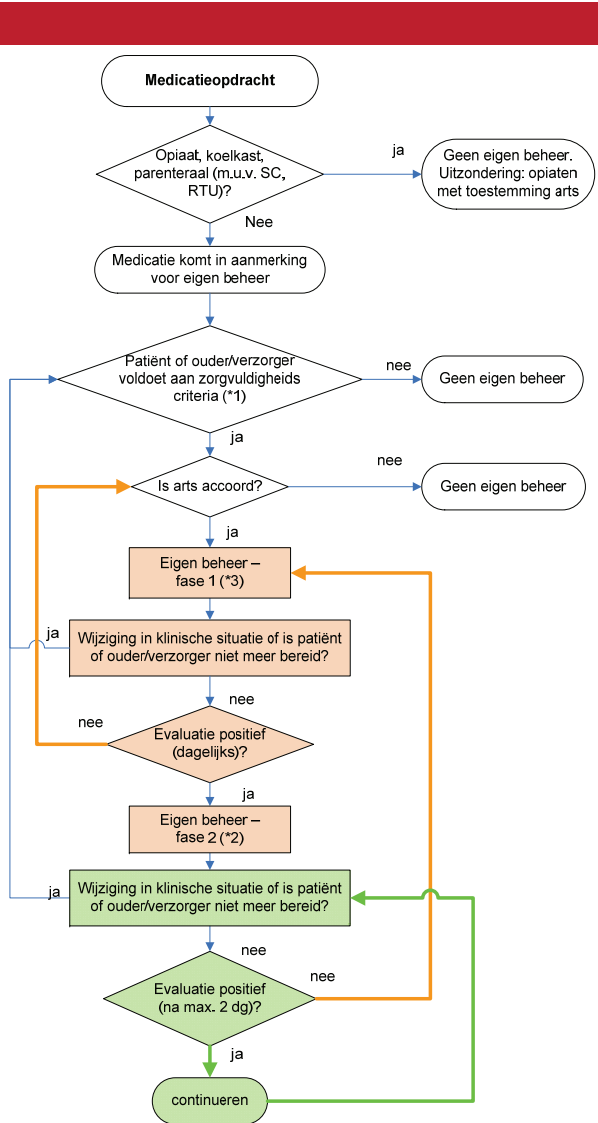 Medicatieopdracht
Opiaat, koelkast,
parenteraal (m.u.v. SC,
RTU)?
ja
Geen eigen beheer.
Uitzondering: opiaten
met toestemming arts
Nee
Medicatie komt in aanmerking
voor eigen beheer
Patiënt of ouder/verzorger
voldoet aan zorgvuldigheids
criteria (*1)
nee
Geen eigen beheer
ja
Is arts accoord?
nee
Geen eigen beheer
ja
Eigen beheer –
fase 1 (*3)
ja
Wijziging in klinische situatie of is patiënt
of ouder/verzorger niet meer bereid?
nee
nee
Evaluatie positief
(dagelijks)?
ja
Eigen beheer –
fase 2 (*2)
ja
Wijziging in klinische situatie of is patiënt
of ouder/verzorger niet meer bereid?
nee
nee
Evaluatie positief
(na max. 2 dg)?
ja
continueren